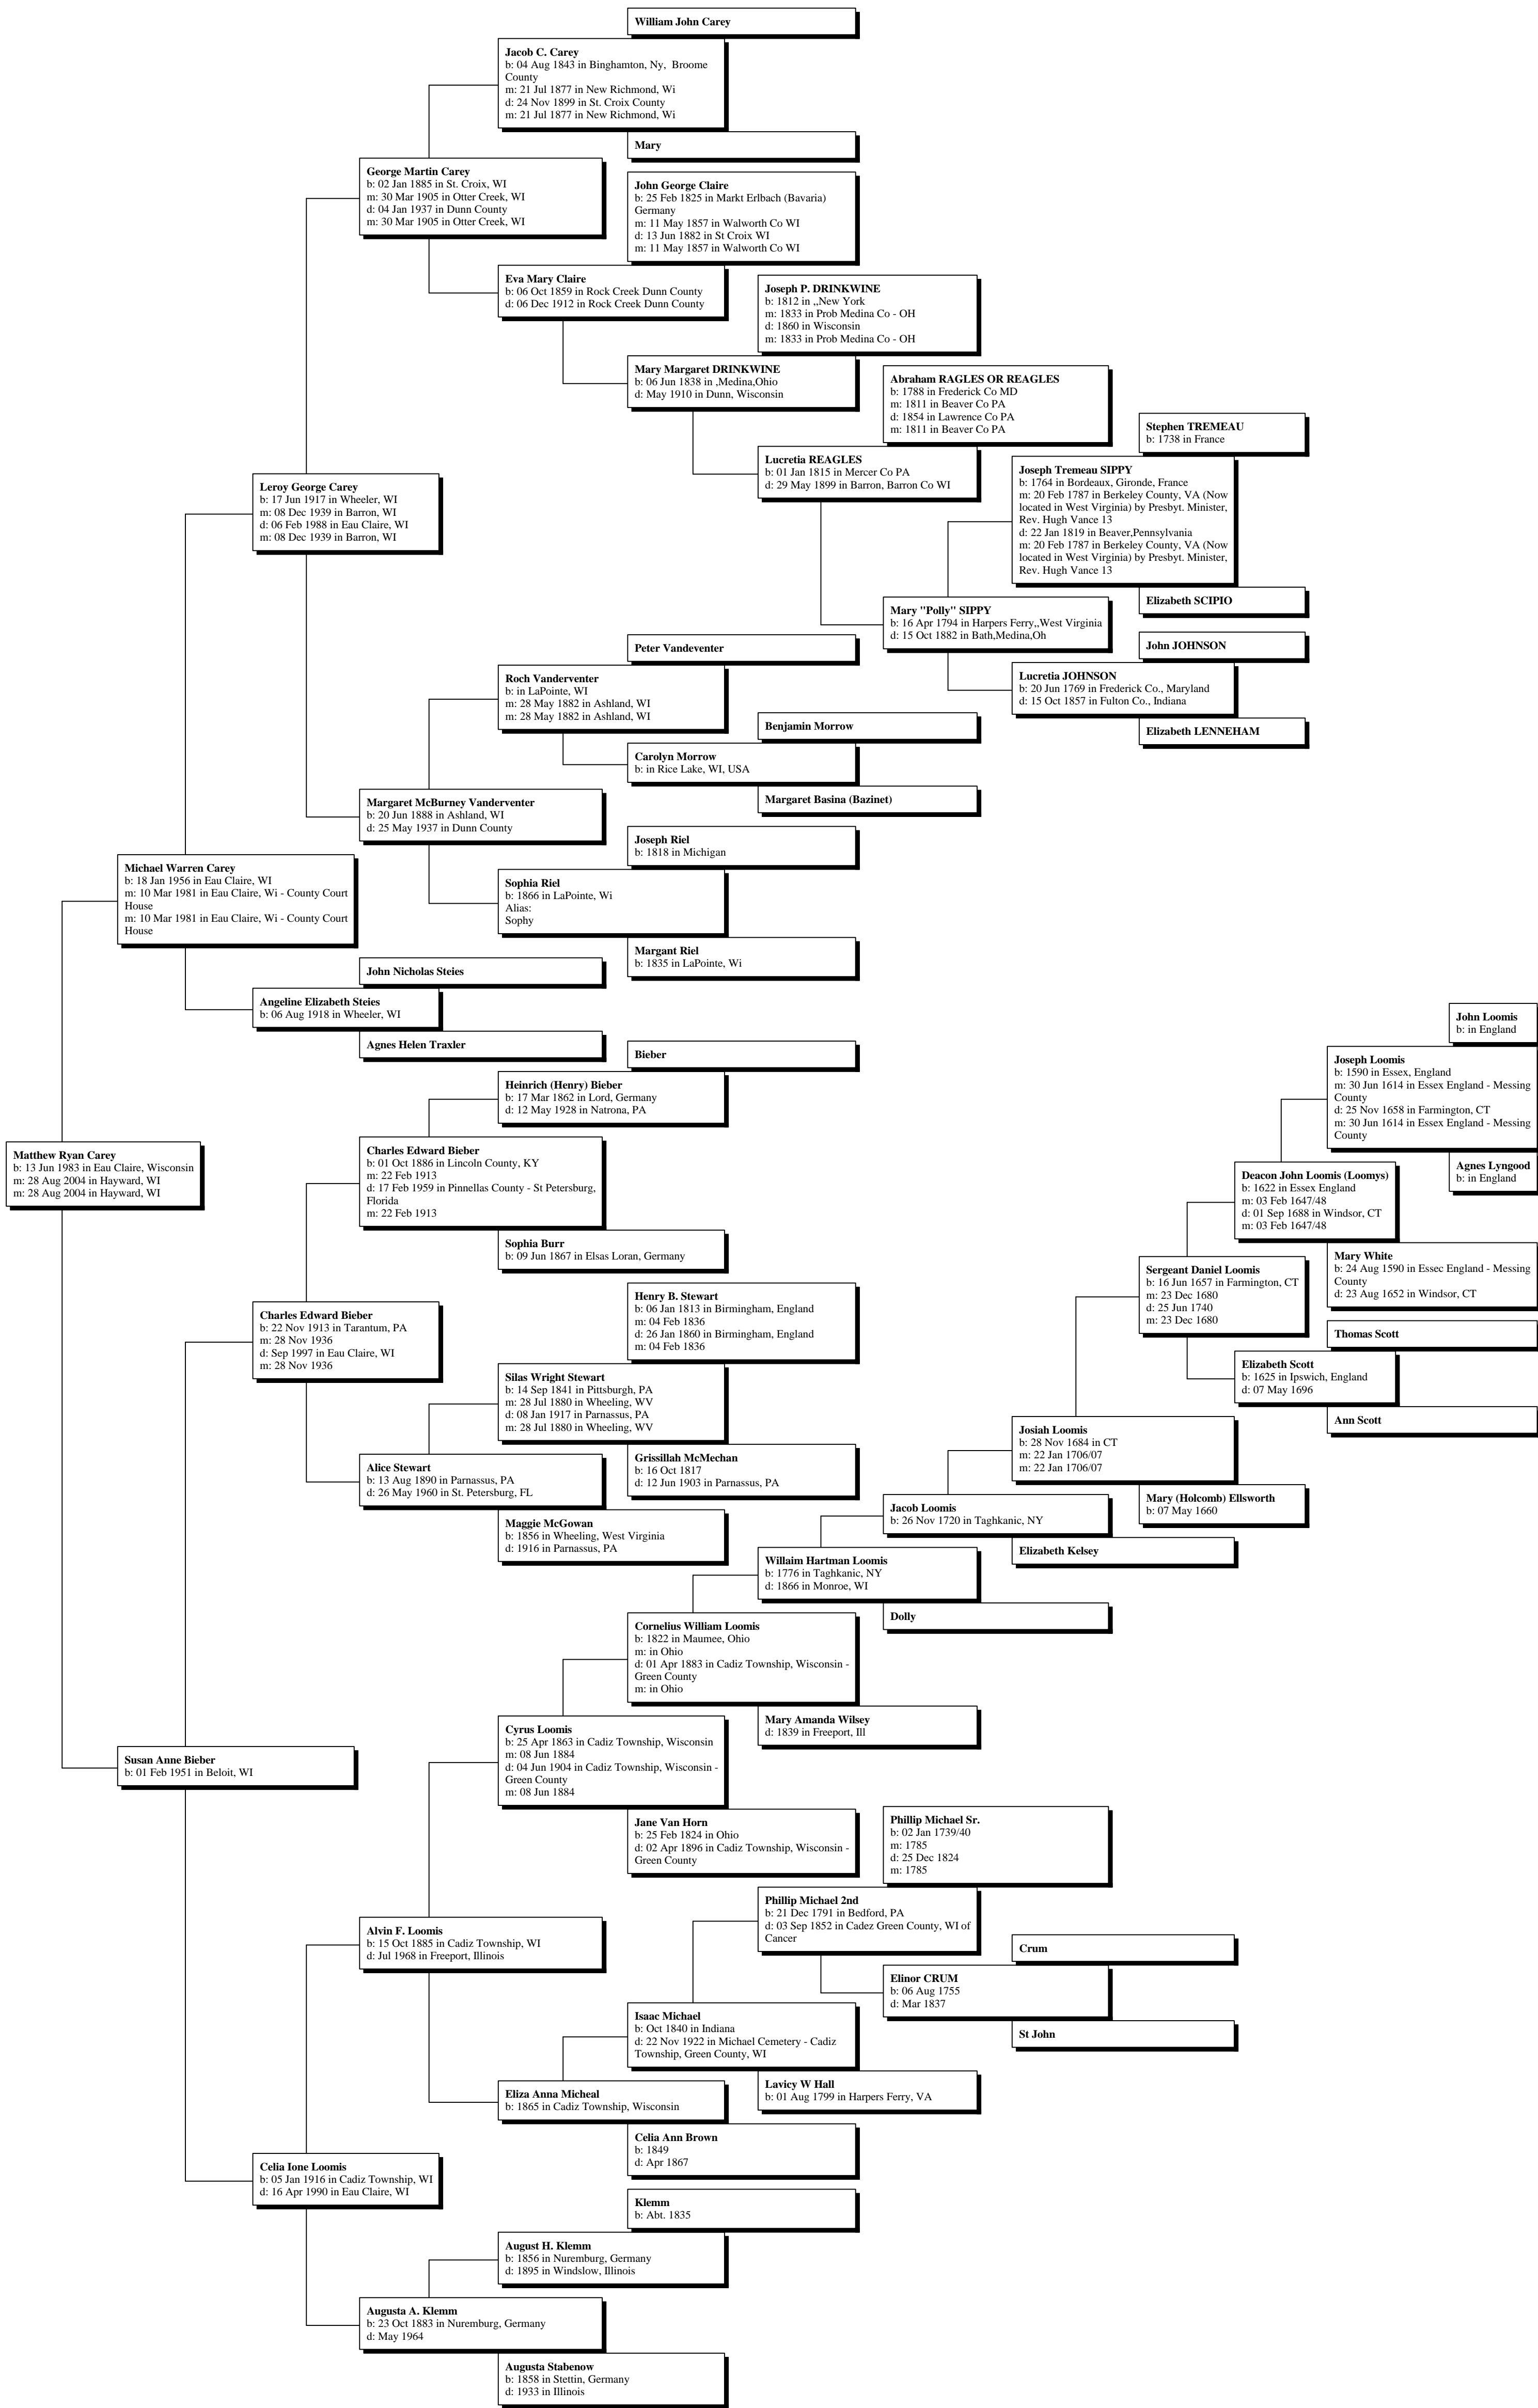 William John Carey
Jacob C. Carey
b: 04 Aug 1843 in Binghamton, Ny,  Broome
County
m: 21 Jul 1877 in New Richmond, Wi
d: 24 Nov 1899 in St. Croix County
m: 21 Jul 1877 in New Richmond, Wi
Mary
George Martin Carey
b: 02 Jan 1885 in St. Croix, WI
m: 30 Mar 1905 in Otter Creek, WI
d: 04 Jan 1937 in Dunn County
m: 30 Mar 1905 in Otter Creek, WI
John George Claire
b: 25 Feb 1825 in Markt Erlbach (Bavaria)
Germany
m: 11 May 1857 in Walworth Co WI
d: 13 Jun 1882 in St Croix WI
m: 11 May 1857 in Walworth Co WI
Eva Mary Claire
b: 06 Oct 1859 in Rock Creek Dunn County
d: 06 Dec 1912 in Rock Creek Dunn County
Joseph P. DRINKWINE
b: 1812 in ,,New York
m: 1833 in Prob Medina Co - OH
d: 1860 in Wisconsin
m: 1833 in Prob Medina Co - OH
Mary Margaret DRINKWINE
b: 06 Jun 1838 in ,Medina,Ohio
d: May 1910 in Dunn, Wisconsin
Abraham RAGLES OR REAGLES
b: 1788 in Frederick Co MD
m: 1811 in Beaver Co PA
d: 1854 in Lawrence Co PA
m: 1811 in Beaver Co PA
Lucretia REAGLES
b: 01 Jan 1815 in Mercer Co PA
d: 29 May 1899 in Barron, Barron Co WI
Stephen TREMEAU
b: 1738 in France
Joseph Tremeau SIPPY
b: 1764 in Bordeaux, Gironde, France
m: 20 Feb 1787 in Berkeley County, VA (Now
located in West Virginia) by Presbyt. Minister,
Rev. Hugh Vance 13
d: 22 Jan 1819 in Beaver,Pennsylvania
m: 20 Feb 1787 in Berkeley County, VA (Now
located in West Virginia) by Presbyt. Minister,
Rev. Hugh Vance 13
Elizabeth SCIPIO
Mary "Polly" SIPPY
b: 16 Apr 1794 in Harpers Ferry,,West Virginia
d: 15 Oct 1882 in Bath,Medina,Oh
John JOHNSON
Lucretia JOHNSON
b: 20 Jun 1769 in Frederick Co., Maryland
d: 15 Oct 1857 in Fulton Co., Indiana
Elizabeth LENNEHAM
Leroy George Carey
b: 17 Jun 1917 in Wheeler, WI
m: 08 Dec 1939 in Barron, WI
d: 06 Feb 1988 in Eau Claire, WI
m: 08 Dec 1939 in Barron, WI
Peter Vandeventer
Roch Vanderventer
b: in LaPointe, WI
m: 28 May 1882 in Ashland, WI
m: 28 May 1882 in Ashland, WI
Benjamin Morrow
Carolyn Morrow
b: in Rice Lake, WI, USA
Margaret Basina (Bazinet)
Margaret McBurney Vanderventer
b: 20 Jun 1888 in Ashland, WI
d: 25 May 1937 in Dunn County
Joseph Riel
b: 1818 in Michigan
Sophia Riel
b: 1866 in LaPointe, Wi
Alias:
Sophy
Margant Riel
b: 1835 in LaPointe, Wi
Michael Warren Carey
b: 18 Jan 1956 in Eau Claire, WI
m: 10 Mar 1981 in Eau Claire, Wi - County Court
House
m: 10 Mar 1981 in Eau Claire, Wi - County Court
House
John Nicholas Steies
Angeline Elizabeth Steies
b: 06 Aug 1918 in Wheeler, WI
Agnes Helen Traxler
Matthew Ryan Carey
b: 13 Jun 1983 in Eau Claire, Wisconsin
m: 28 Aug 2004 in Hayward, WI
m: 28 Aug 2004 in Hayward, WI
Bieber
Heinrich (Henry) Bieber
b: 17 Mar 1862 in Lord, Germany
d: 12 May 1928 in Natrona, PA
Charles Edward Bieber
b: 01 Oct 1886 in Lincoln County, KY
m: 22 Feb 1913
d: 17 Feb 1959 in Pinnellas County - St Petersburg,
Florida
m: 22 Feb 1913
Sophia Burr
b: 09 Jun 1867 in Elsas Loran, Germany
Charles Edward Bieber
b: 22 Nov 1913 in Tarantum, PA
m: 28 Nov 1936
d: Sep 1997 in Eau Claire, WI
m: 28 Nov 1936
Henry B. Stewart
b: 06 Jan 1813 in Birmingham, England
m: 04 Feb 1836
d: 26 Jan 1860 in Birmingham, England
m: 04 Feb 1836
Silas Wright Stewart
b: 14 Sep 1841 in Pittsburgh, PA
m: 28 Jul 1880 in Wheeling, WV
d: 08 Jan 1917 in Parnassus, PA
m: 28 Jul 1880 in Wheeling, WV
Grissillah McMechan
b: 16 Oct 1817
d: 12 Jun 1903 in Parnassus, PA
Alice Stewart
b: 13 Aug 1890 in Parnassus, PA
d: 26 May 1960 in St. Petersburg, FL
Maggie McGowan
b: 1856 in Wheeling, West Virginia
d: 1916 in Parnassus, PA
Susan Anne Bieber
b: 01 Feb 1951 in Beloit, WI
John Loomis
b: in England
Joseph Loomis
b: 1590 in Essex, England
m: 30 Jun 1614 in Essex England - Messing
County
d: 25 Nov 1658 in Farmington, CT
m: 30 Jun 1614 in Essex England - Messing
County
Agnes Lyngood
b: in England
Deacon John Loomis (Loomys)
b: 1622 in Essex England
m: 03 Feb 1647/48
d: 01 Sep 1688 in Windsor, CT
m: 03 Feb 1647/48
Mary White
b: 24 Aug 1590 in Essec England - Messing
County
d: 23 Aug 1652 in Windsor, CT
Sergeant Daniel Loomis
b: 16 Jun 1657 in Farmington, CT
m: 23 Dec 1680
d: 25 Jun 1740
m: 23 Dec 1680
Thomas Scott
Elizabeth Scott
b: 1625 in Ipswich, England
d: 07 May 1696
Ann Scott
Josiah Loomis
b: 28 Nov 1684 in CT
m: 22 Jan 1706/07
m: 22 Jan 1706/07
Mary (Holcomb) Ellsworth
b: 07 May 1660
Jacob Loomis
b: 26 Nov 1720 in Taghkanic, NY
Elizabeth Kelsey
Willaim Hartman Loomis
b: 1776 in Taghkanic, NY
d: 1866 in Monroe, WI
Dolly
Cornelius William Loomis
b: 1822 in Maumee, Ohio
m: in Ohio
d: 01 Apr 1883 in Cadiz Township, Wisconsin -
Green County
m: in Ohio
Mary Amanda Wilsey
d: 1839 in Freeport, Ill
Cyrus Loomis
b: 25 Apr 1863 in Cadiz Township, Wisconsin
m: 08 Jun 1884
d: 04 Jun 1904 in Cadiz Township, Wisconsin -
Green County
m: 08 Jun 1884
Jane Van Horn
b: 25 Feb 1824 in Ohio
d: 02 Apr 1896 in Cadiz Township, Wisconsin -
Green County
Alvin F. Loomis
b: 15 Oct 1885 in Cadiz Township, WI
d: Jul 1968 in Freeport, Illinois
Phillip Michael Sr.
b: 02 Jan 1739/40
m: 1785
d: 25 Dec 1824
m: 1785
Phillip Michael 2nd
b: 21 Dec 1791 in Bedford, PA
d: 03 Sep 1852 in Cadez Green County, WI of
Cancer
Crum
Elinor CRUM
b: 06 Aug 1755
d: Mar 1837
St John
Isaac Michael
b: Oct 1840 in Indiana
d: 22 Nov 1922 in Michael Cemetery - Cadiz
Township, Green County, WI
Lavicy W Hall
b: 01 Aug 1799 in Harpers Ferry, VA
Eliza Anna Micheal
b: 1865 in Cadiz Township, Wisconsin
Celia Ann Brown
b: 1849
d: Apr 1867
Celia Ione Loomis
b: 05 Jan 1916 in Cadiz Township, WI
d: 16 Apr 1990 in Eau Claire, WI
Klemm
b: Abt. 1835
August H. Klemm
b: 1856 in Nuremburg, Germany
d: 1895 in Windslow, Illinois
Augusta A. Klemm
b: 23 Oct 1883 in Nuremburg, Germany
d: May 1964
Augusta Stabenow
b: 1858 in Stettin, Germany
d: 1933 in Illinois